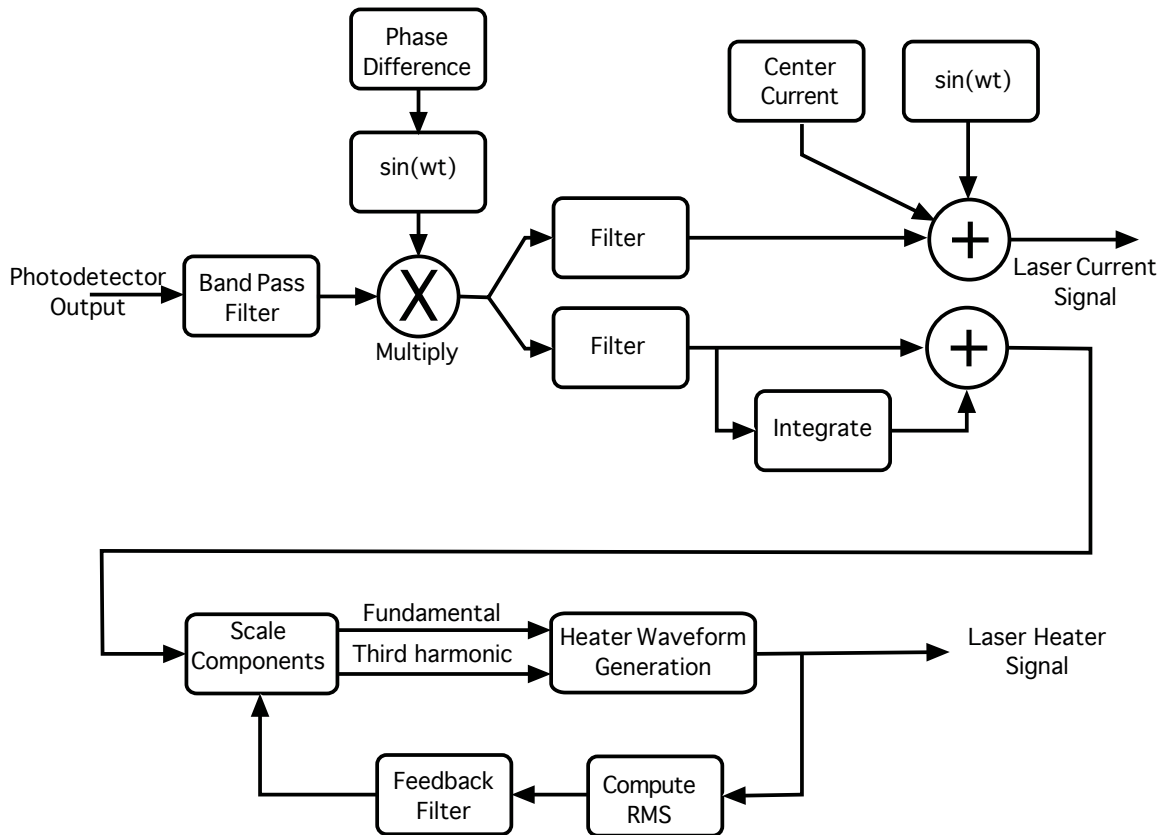 Phase
Difference
Center
Current
sin(wt)
sin(wt)
Filter
Photodetector
Output
Band Pass
Filter
X
Multiply
+
Laser Current
Signal
Filter
+
Integrate
Scale
Components
Fundamental
Third harmonic
Heater Waveform
Generation
Laser Heater
Signal
Feedback
Filter
Compute
RMS